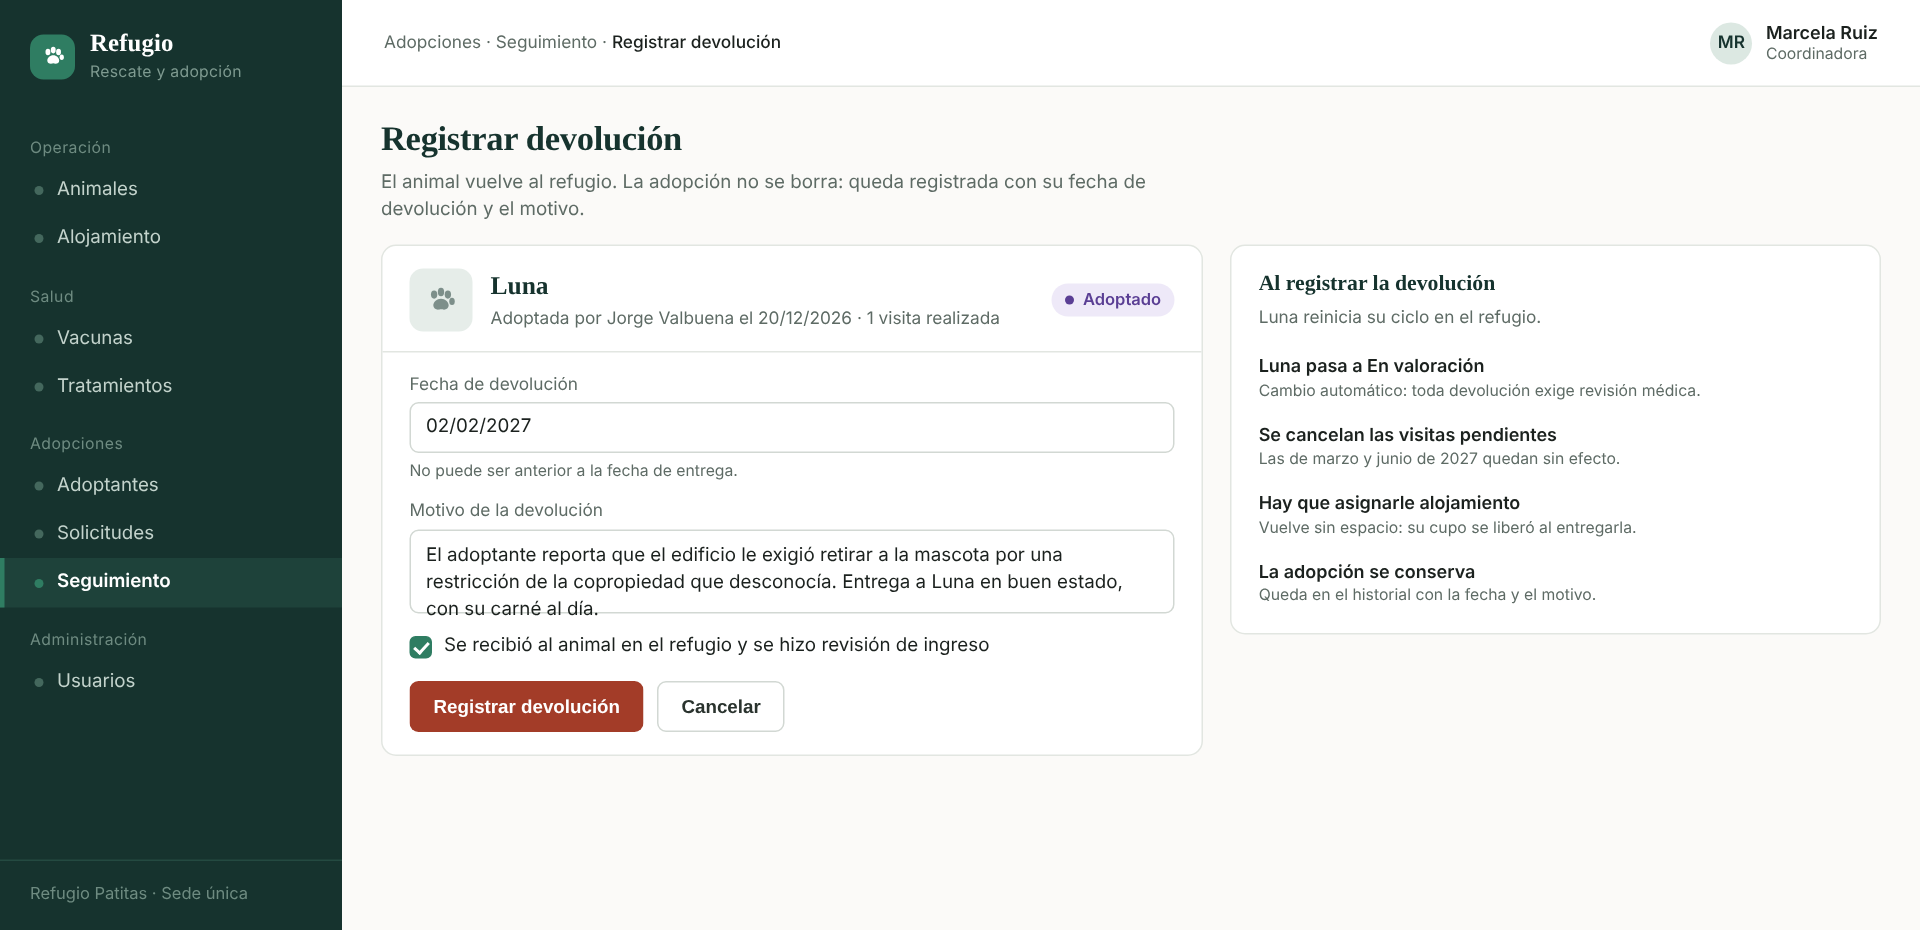 Refugio
Rescate y adopción
Operación
Animales
Alojamiento
Salud
Vacunas
Tratamientos
Adopciones
Adoptantes
Solicitudes
Seguimiento
Administración
Usuarios
Refugio Patitas · Sede única
Adopciones · Seguimiento · Registrar devolución
MR
Marcela Ruiz
Coordinadora
Registrar devolución
El animal vuelve al refugio. La adopción no se borra: queda registrada con su fecha de
devolución y el motivo.
Luna
Adoptada por Jorge Valbuena el 20/12/2026 · 1 visita realizada
Adoptado
Fecha de devolución
02/02/2027
No puede ser anterior a la fecha de entrega.
Motivo de la devolución
El adoptante reporta que el edificio le exigió retirar a la mascota por una
restricción de la copropiedad que desconocía. Entrega a Luna en buen estado,
con su carné al día.
Se recibió al animal en el refugio y se hizo revisión de ingreso
Registrar devolución
Cancelar
Al registrar la devolución
Luna reinicia su ciclo en el refugio.
Luna pasa a En valoración
Cambio automático: toda devolución exige revisión médica.
Se cancelan las visitas pendientes
Las de marzo y junio de 2027 quedan sin efecto.
Hay que asignarle alojamiento
Vuelve sin espacio: su cupo se liberó al entregarla.
La adopción se conserva
Queda en el historial con la fecha y el motivo.